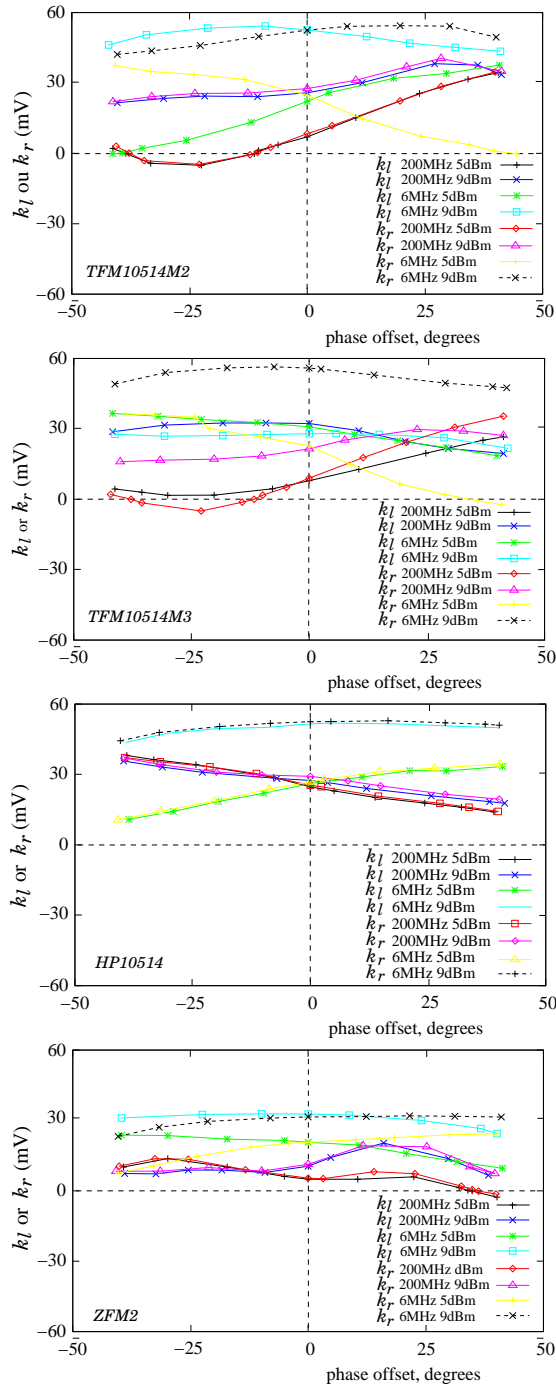 60
30
0
−30
−60
k_l ou k_r (mV)
k_l 200MHz 5dBm
k_l 200MHz 9dBm
k_l 6MHz 5dBm
k_l 6MHz 9dBm
k_r 200MHz 5dBm
k_r 200MHz 9dBm
k_r 6MHz 5dBm
k_r 6MHz 9dBm
TFM10514M2
−50 −25 0 25 50
phase offset, degrees
60
30
0
−30
−60
k_l or k_r (mV)
k_l 200MHz 5dBm
k_l 200MHz 9dBm
k_l 6MHz 5dBm
k_l 6MHz 9dBm
k_r 200MHz 5dBm
k_r 200MHz 9dBm
k_r 6MHz 5dBm
k_r 6MHz 9dBm
TFM10514M3
−50 −25 0 25 50
phase offset, degrees
60
30
0
−30
−60
k_l or k_r (mV)
k_l 200MHz 5dBm
k_l 200MHz 9dBm
k_l 6MHz 5dBm
k_l 6MHz 9dBm
k_r 200MHz 5dBm
k_r 200MHz 9dBm
k_r 6MHz 5dBm
k_r 6MHz 9dBm
HP10514
−50 −25 0 25 50
phase offset, degrees
60
30
0
−30
−60
k_l or k_r (mV)
k_l 200MHz 5dBm
k_l 200MHz 9dBm
k_l 6MHz 5dBm
k_l 6MHz 9dBm
k_r 200MHz dBm
k_r 200MHz 9dBm
k_r 6MHz 5dBm
k_r 6MHz 9dBm
ZFM2
−50 −25 0 25 50
phase offset, degrees